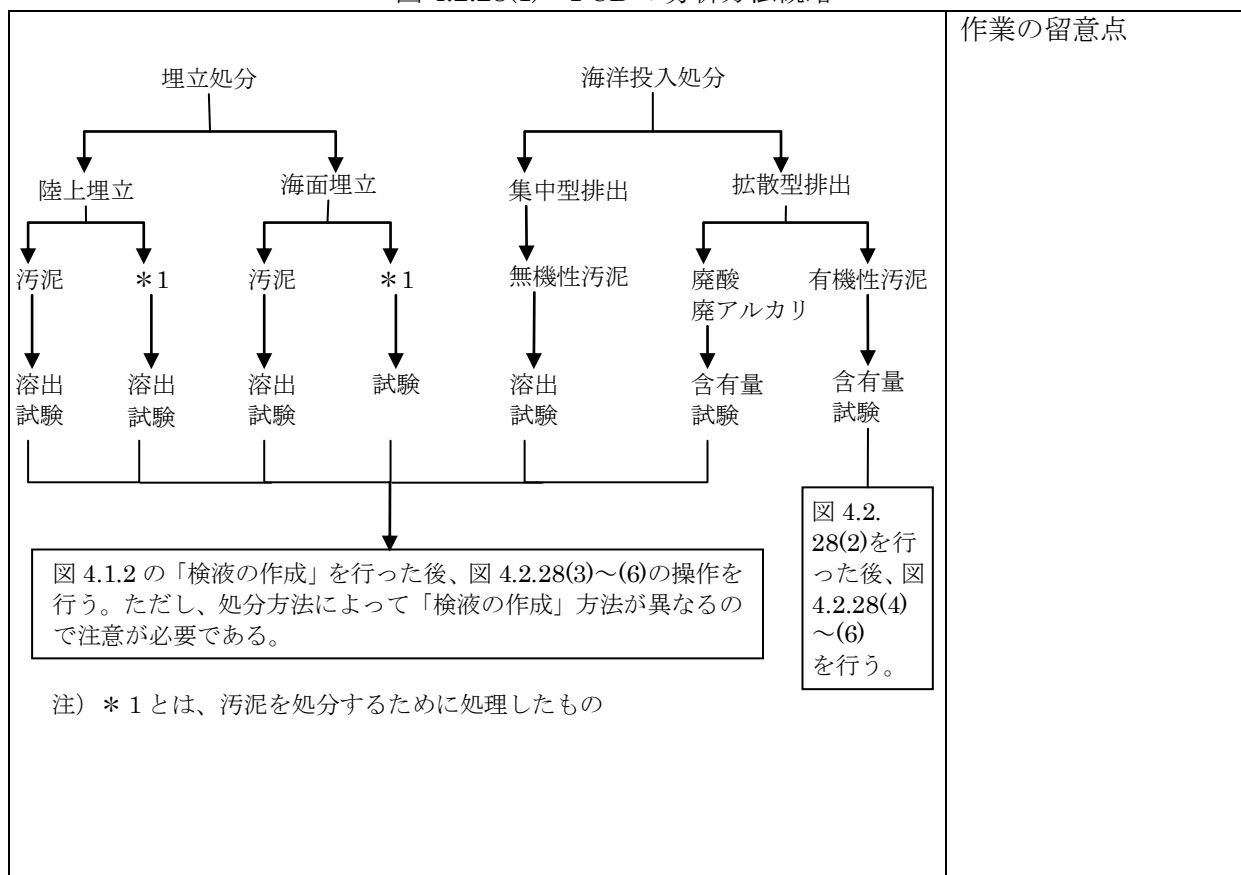 作業の留意点
埋立処分
海洋投入処分
陸上埋立
海面埋立
集中型排出
拡散型排出
汚泥
＊1
汚泥
＊1
無機性汚泥
廃酸
廃アルカリ
有機性汚泥
溶出
試験
溶出
試験
溶出
試験
試験
溶出
試験
含有量
試験
含有量
試験
図 4.1.2 の「検液の作成」を行った後、図 4.2.28(3)～(6)の操作を
行う。ただし、処分方法によって「検液の作成」方法が異なるの
で注意が必要である。
図 4.2.
28(2)を行
った後、図
4.2.28(4)
～(6)
を行う。
注）＊1とは、汚泥を処分するために処理したもの